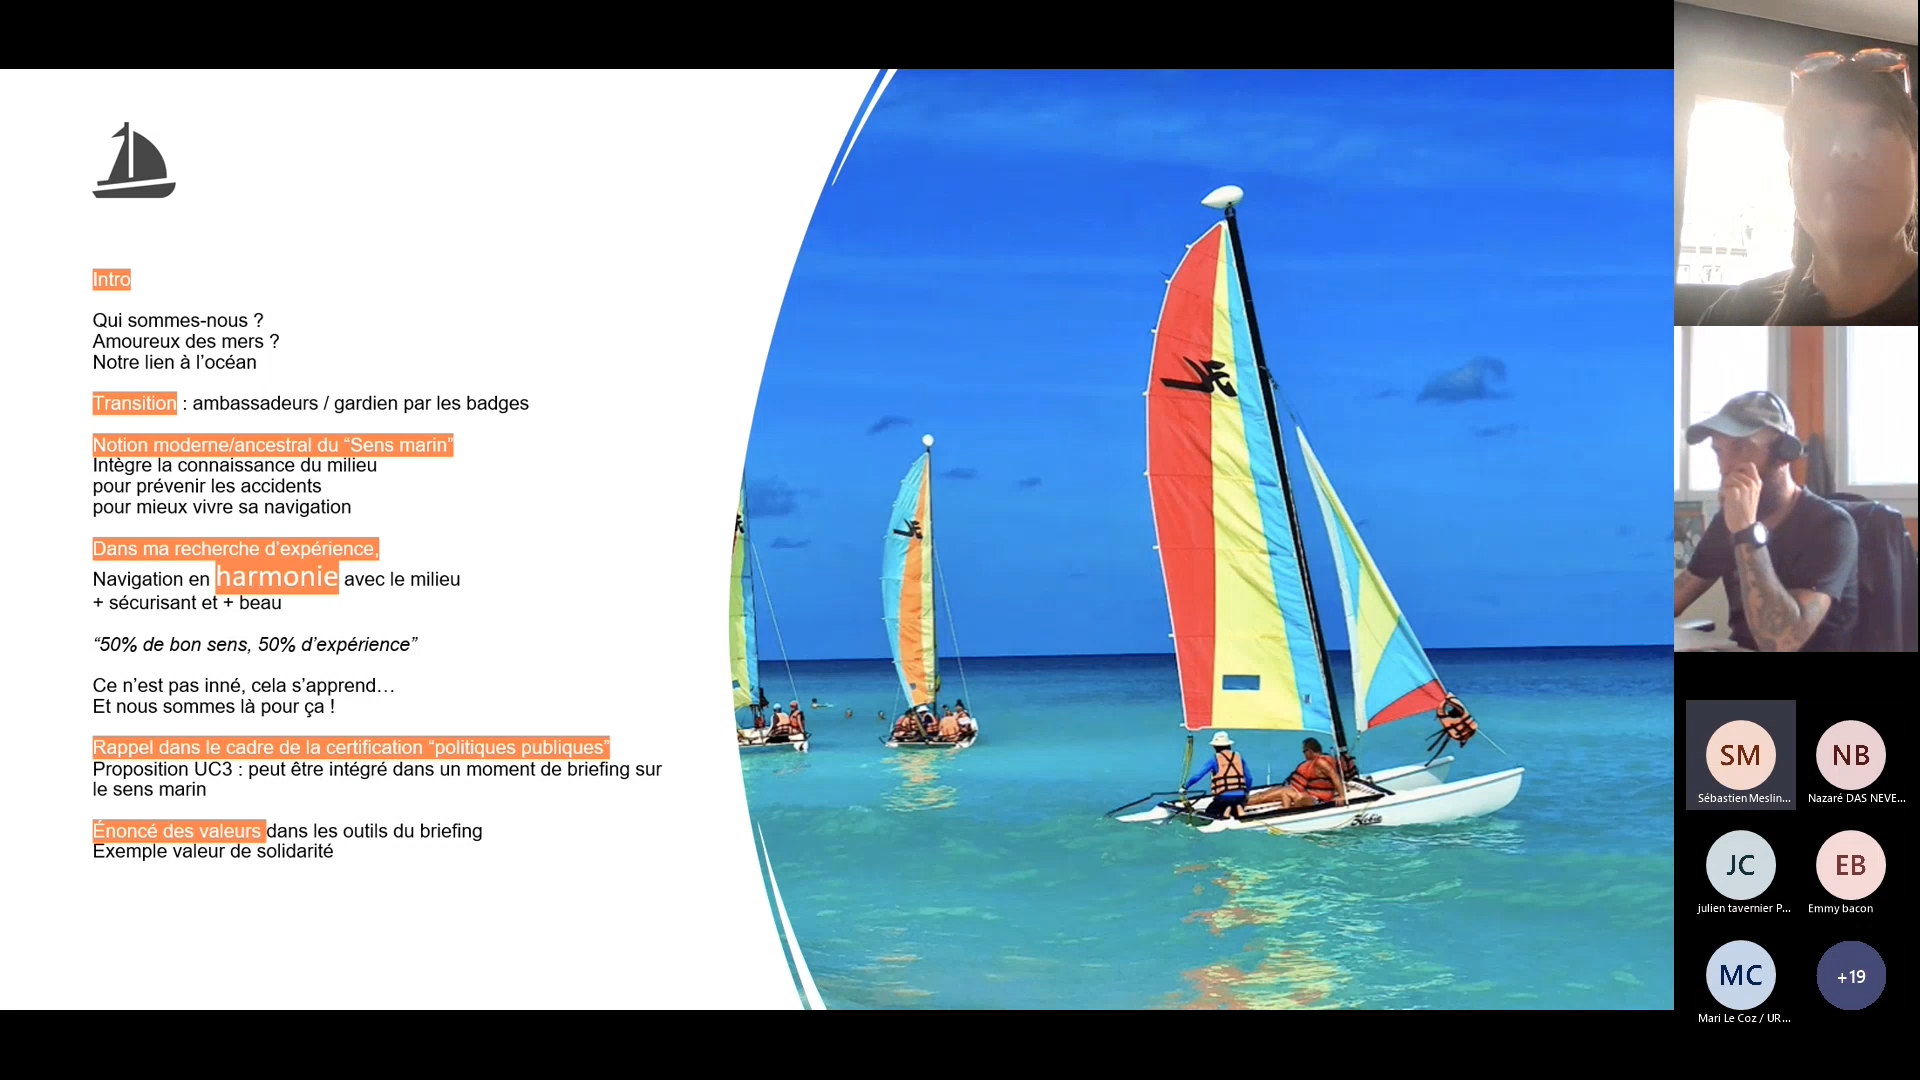 Intro
Qui sommes-nous ?
Amoureux des mers ?
Notre lien à l’océan
Transition : ambassadeurs / gardien par les badges
Notion moderne/ancestral du “Sens marin”
Intègre la connaissance du milieu
pour prévenir les accidents
pour mieux vivre sa navigation
Dans ma recherche d’expérience,
Navigation en harmonie avec le milieu
+ sécurisant et + beau
“50% de bon sens, 50% d’expérience”
Ce n’est pas inné, cela s’apprend…
Et nous sommes là pour ça !
Rappel dans le cadre de la certification “politiques publiques”
Proposition UC3 : peut être intégré dans un moment de briefing sur
le sens marin
Énoncé des valeurs dans les outils du briefing
Exemple valeur de solidarité
Hobie
SM
Sébastien Meslin...
NB
Nazaré DAS NEVE...
JC
julien tavernier P...
EB
Emmy bacon
MC
Mari Le Coz / UR...
+19